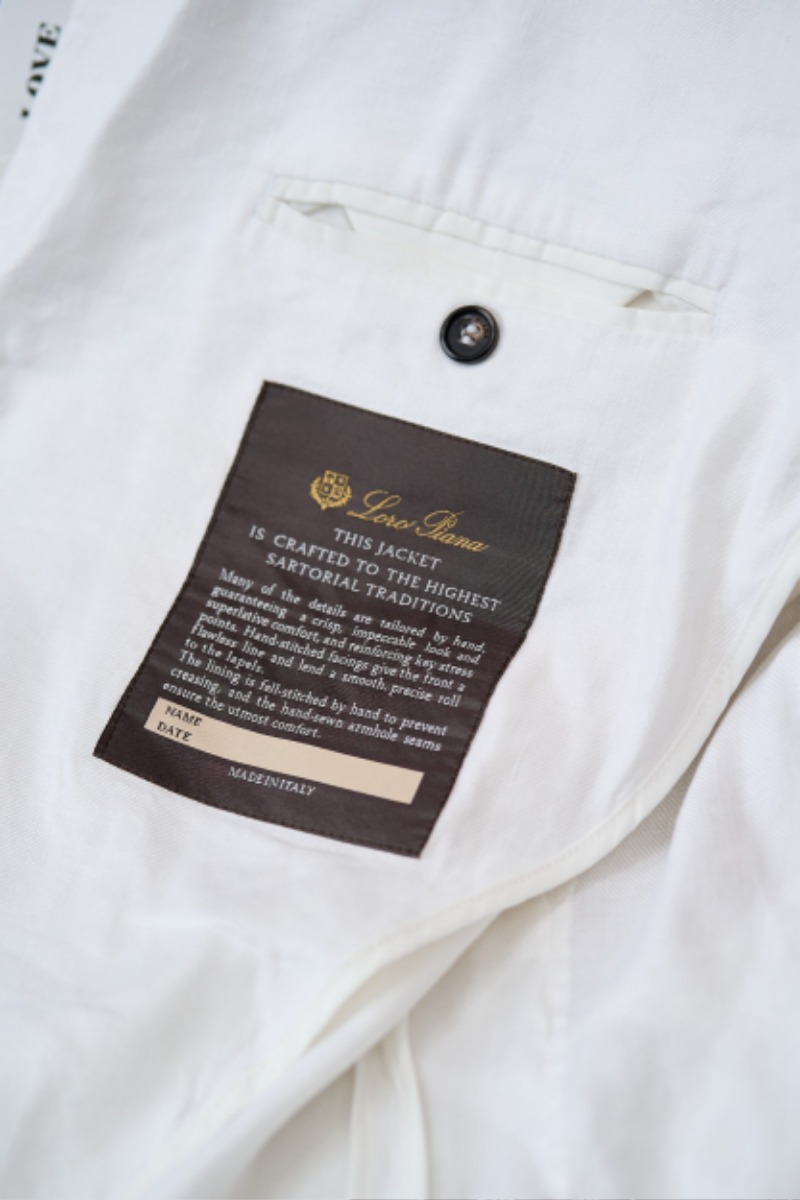 LOVE
Loro Piana
THIS JACKET
IS CRAFTED TO THE HIGHEST
SARTORIAL TRADITIONS
Many of the details are tailored by hand,
guaranteeing a crisp, impeccable look and
superlative comfort, and reinforcing key stress
points. Hand-stitched facings give the front a
flawless line and lend a smooth, precise roll
to the lapels.
The lining is fell-stitched by hand to prevent
creasing, and the hand-sewn armhole seams
ensure the utmost comfort.
NAME
DATE
MADE IN ITALY